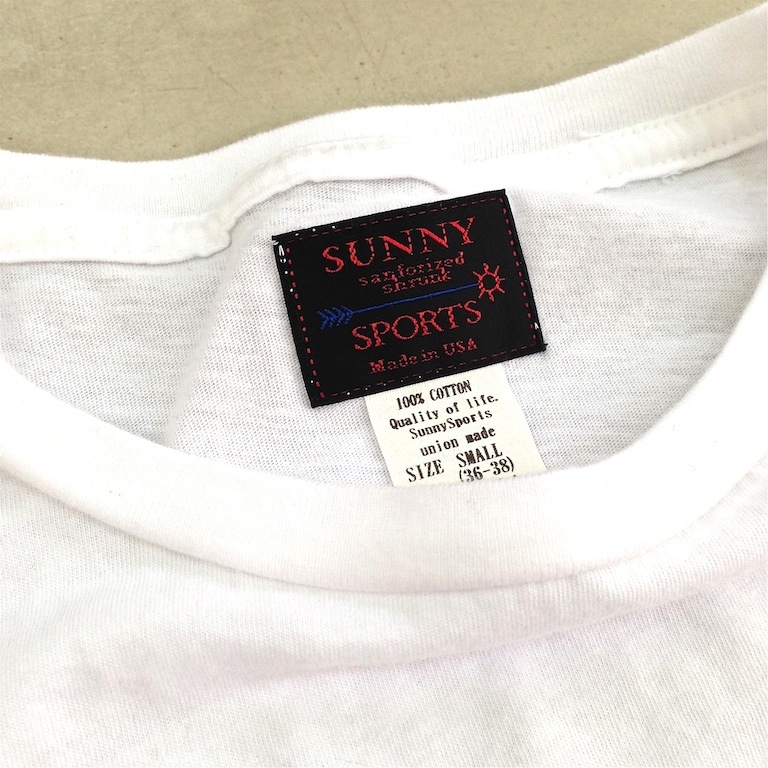 SUNNY
sanforized
shrunk
SPORTS
Made in USA
100% COTTON
Quality of life.
SunnySports
union made
SIZE SMALL
(36-38)